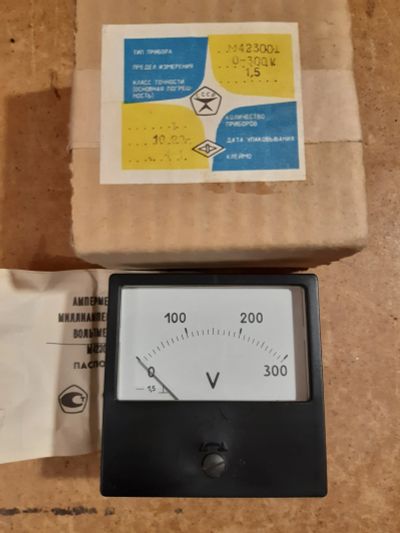 ТИП ПРИБОРА М42300
ПРЕДЕЛ ИЗМЕРЕНИЯ 0-300
КЛАСС ТОЧНОСТИ 1,5
(ОСНОВНАЯ ПОГРЕШ-
НОСТЬ)
СССР
КОЛИЧЕСТВО
ПРИБОРОВ
ДАТА УПАКОВЫВАНИЯ
КЛЕЙМО
АМПЕРМЕ
МИЛЛИАМПЕ
ВОЛЬТМЕ
ПАСПО
0 100 200 300
V
1,5